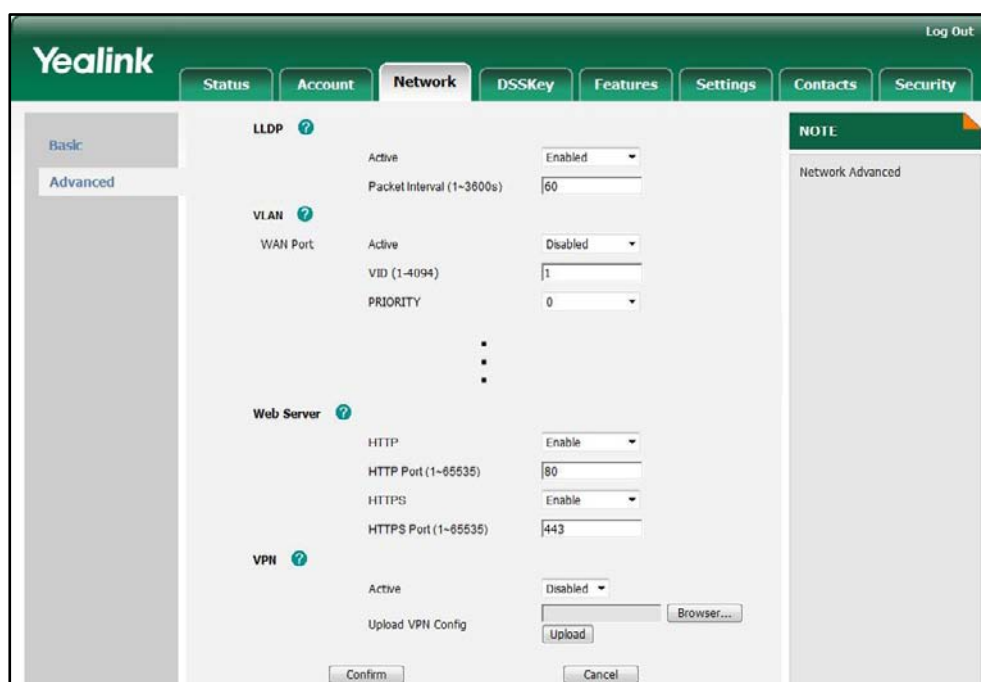 Log Out
Yealink
Status Account Network DSSKey Features Settings Contacts Security
Basic
Advanced
LLDP ?
Active Enabled
Packet Interval (1~3600s) 60
VLAN ?
WAN Port Active Disabled
VID (1-4094) 1
PRIORITY 0
Web Server ?
HTTP Enable
HTTP Port (1~65535) 80
HTTPS Enable
HTTPS Port (1~65535) 443
VPN ?
Active Disabled
Upload VPN Config Browser...
Upload
Confirm Cancel
NOTE
Network Advanced